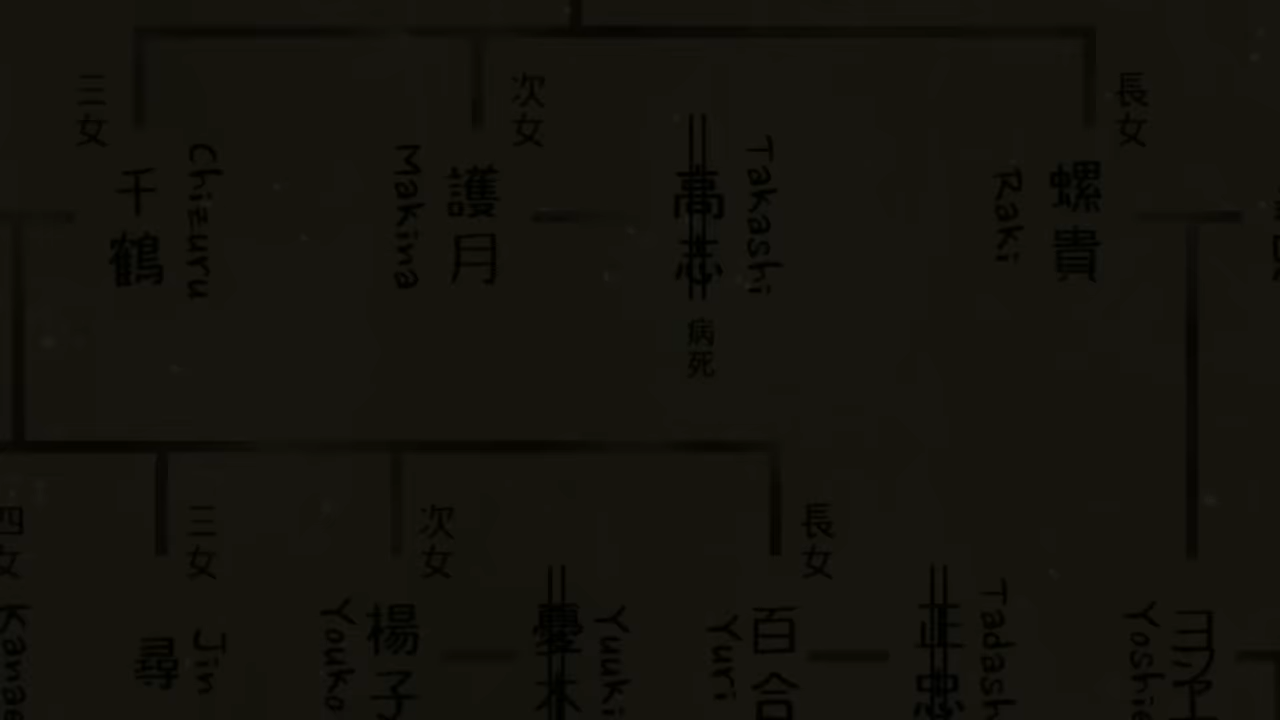 長女
螺貴
Raki
Takashi
高志
病死
次女
護月
Makina
三女
Chizuru
千鶴
長女
百合
Yuri
Yuuki
次女
楊子
Youko
三女
Jin
尋
四女